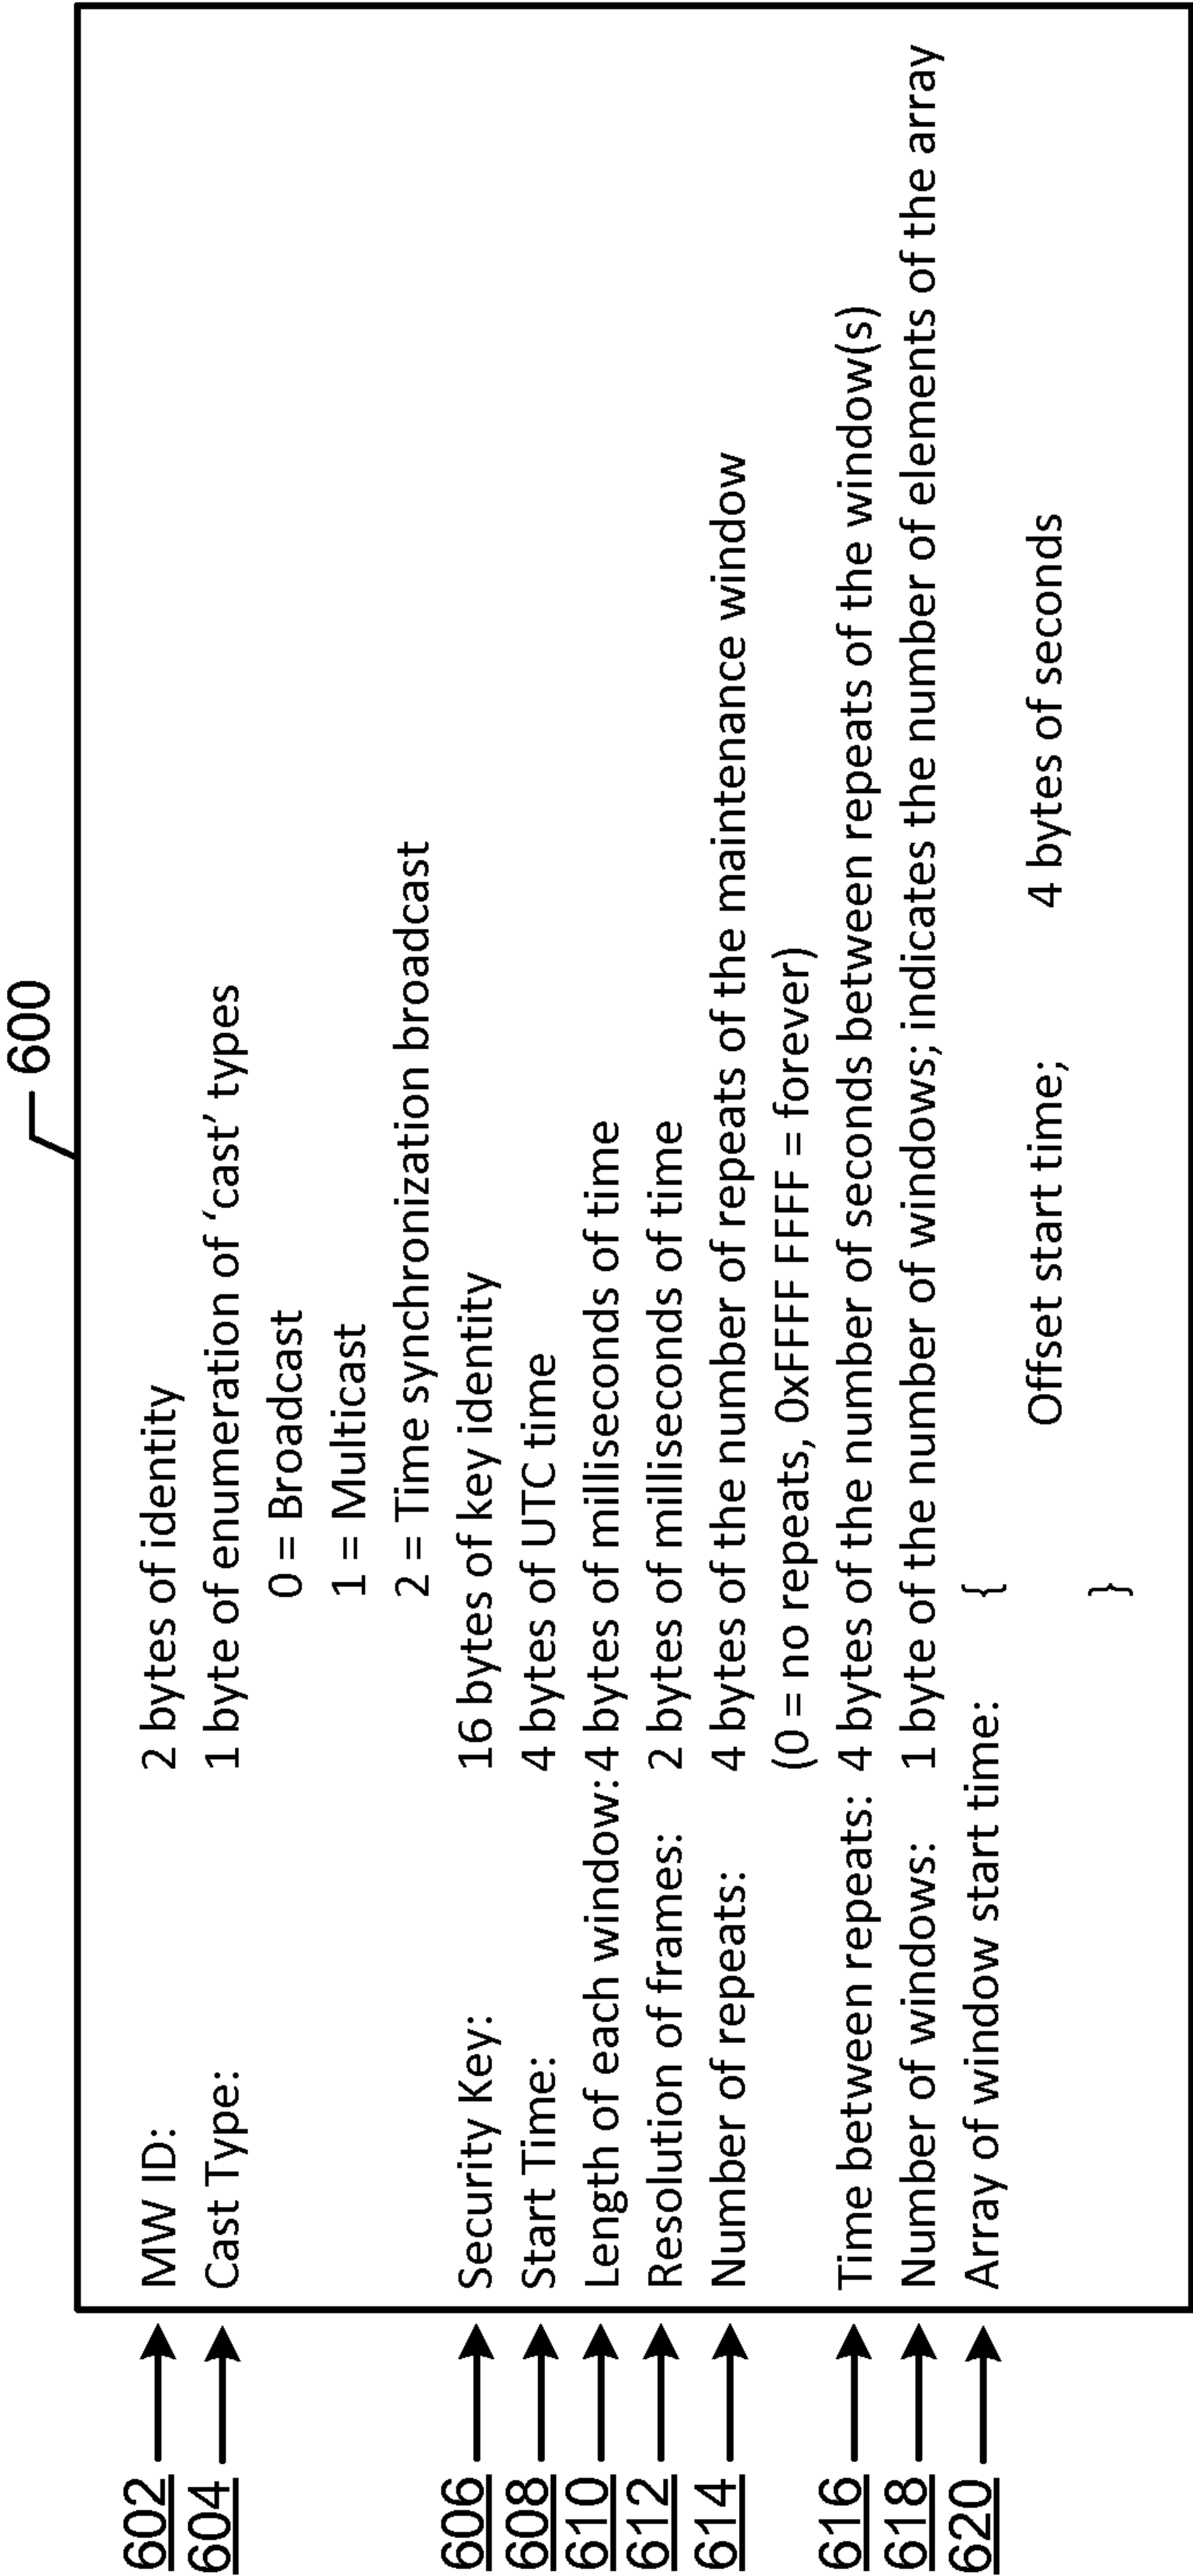 600
602 MW ID: 2 bytes of identity
604 Cast Type: 1 byte of enumeration of ‘cast’ types
0 = Broadcast
1 = Multicast
2 = Time synchronization broadcast
606 Security Key: 16 bytes of key identity
608 Start Time: 4 bytes of UTC time
610 Length of each window: 4 bytes of milliseconds of time
612 Resolution of frames: 2 bytes of milliseconds of time
614 Number of repeats: 4 bytes of the number of repeats of the maintenance window
(0 = no repeats, 0xFFFF FFFF = forever)
616 Time between repeats: 4 bytes of the number of seconds between repeats of the window(s)
618 Number of windows: 1 byte of the number of windows; indicates the number of elements of the array
620 Array of window start time: {
Offset start time; 4 bytes of seconds
}